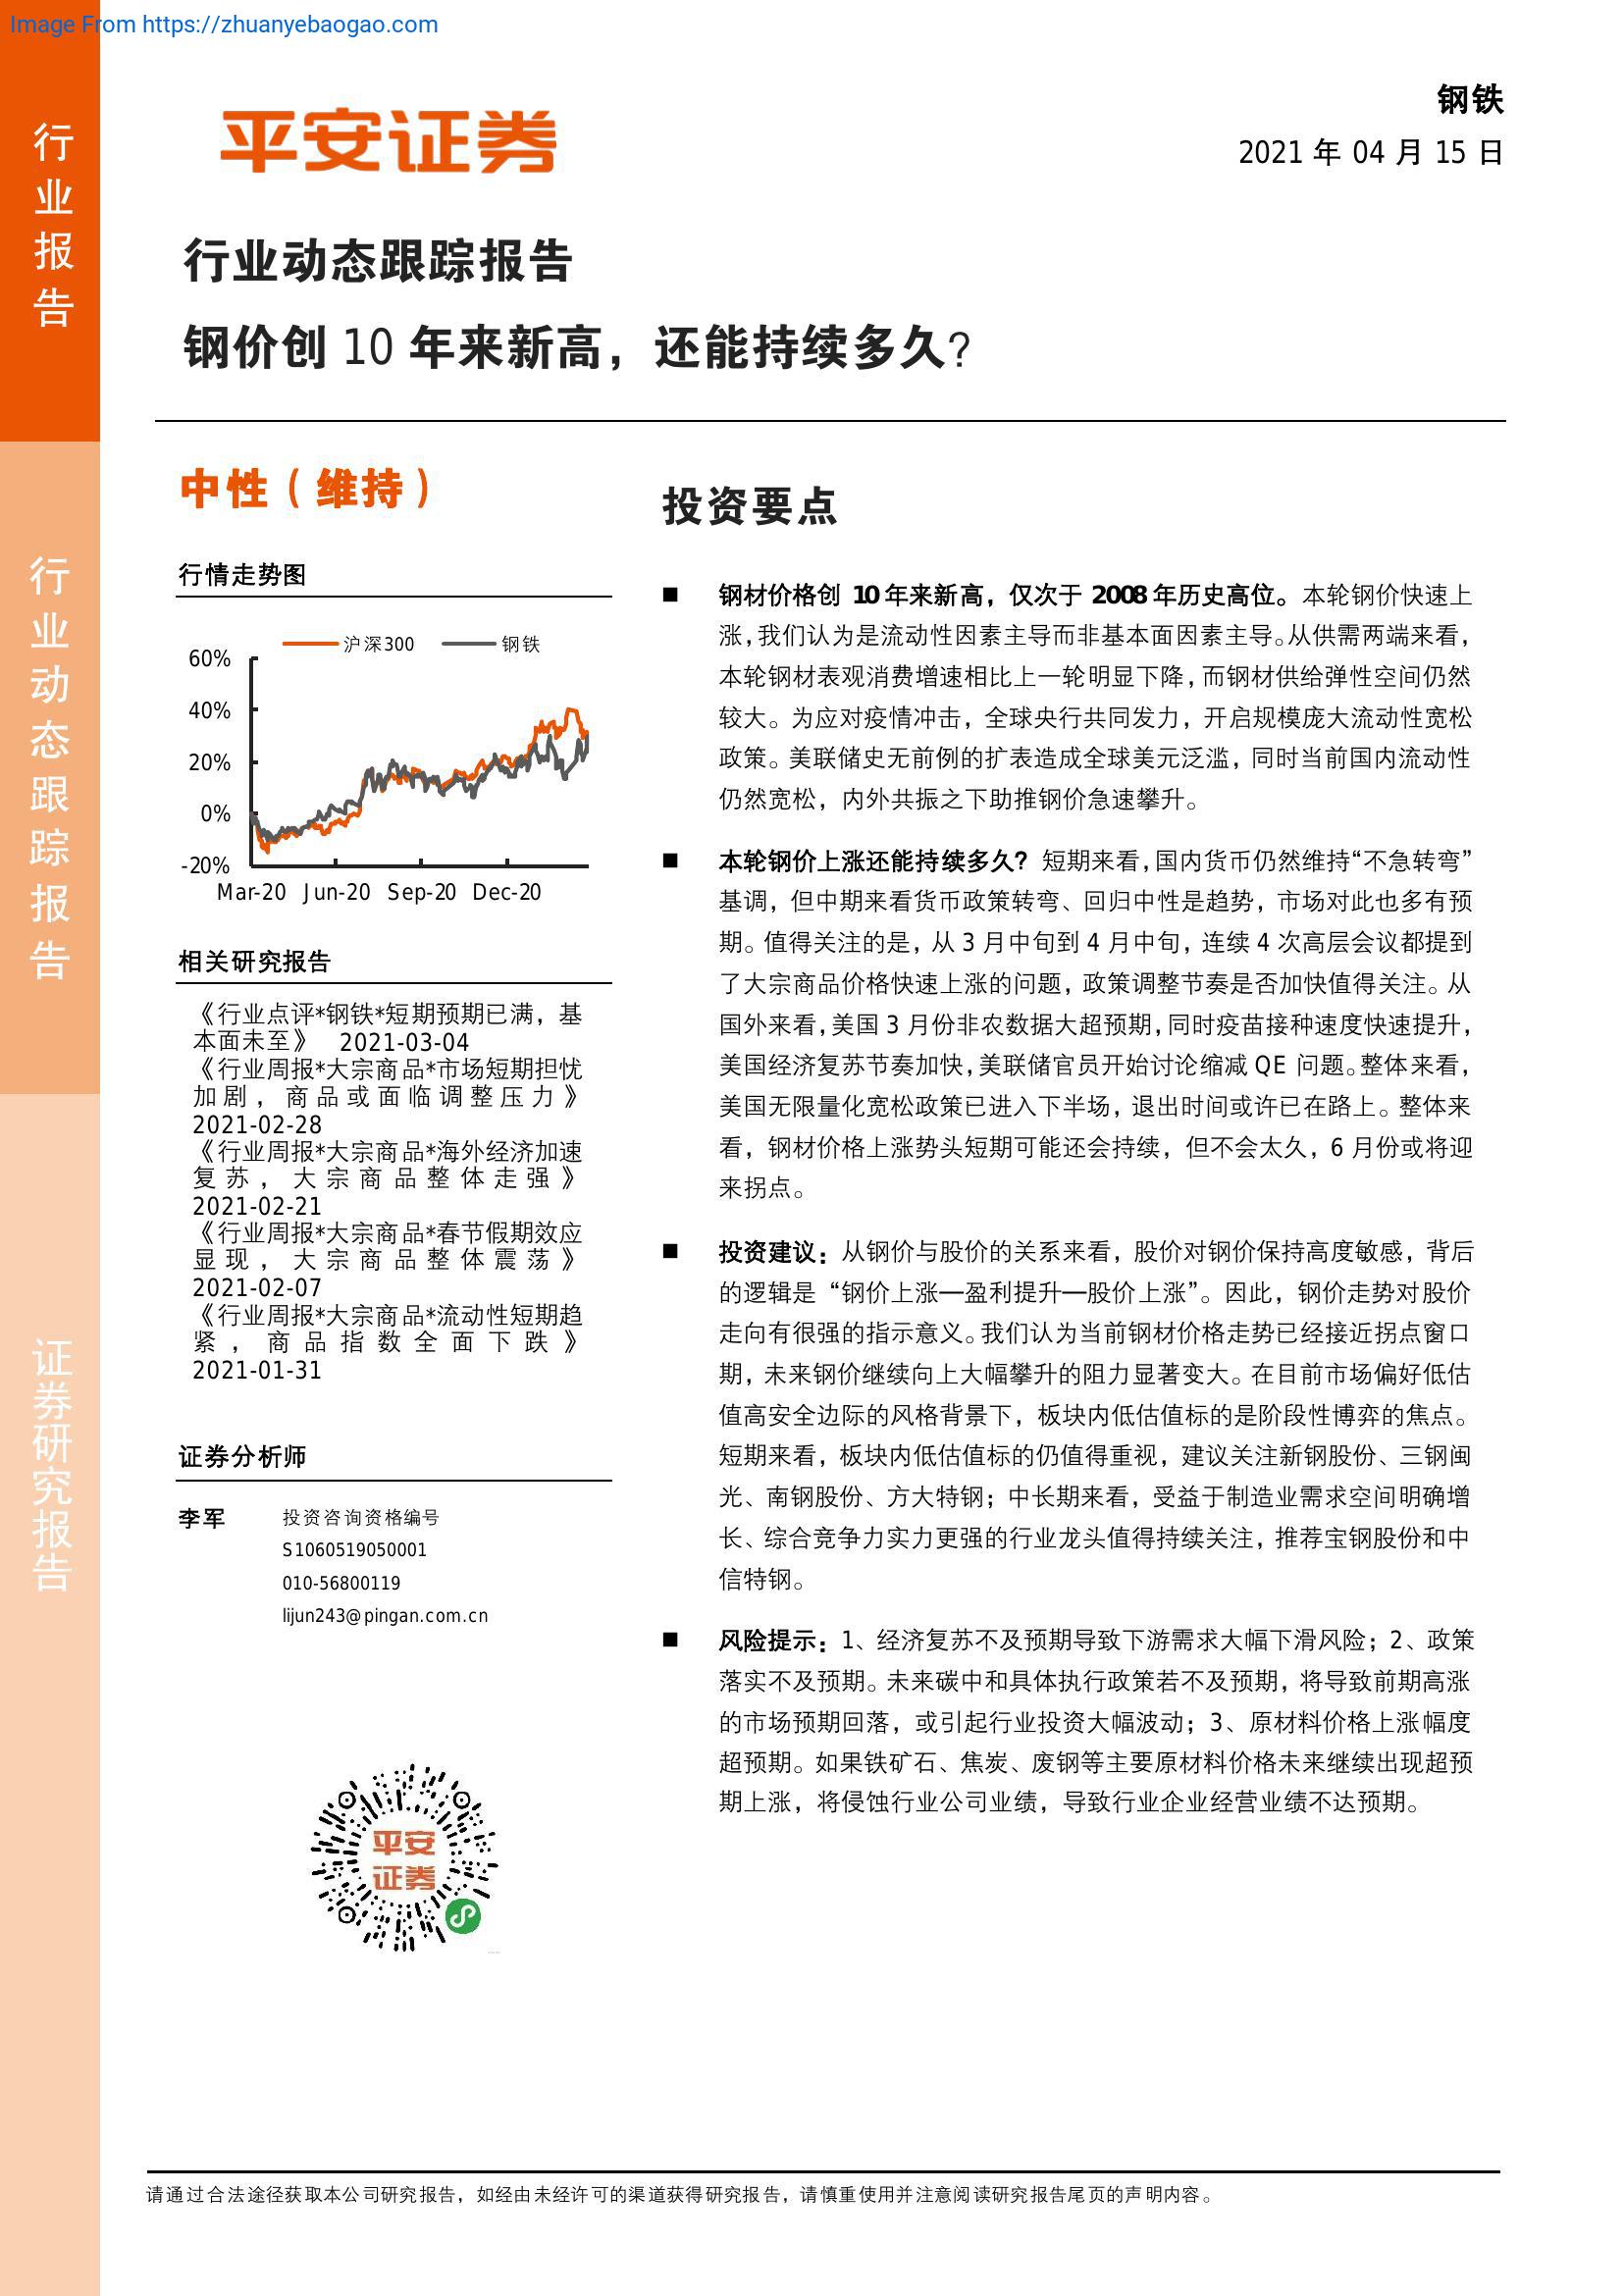 Image From https://zhuanyebaogao.com
行业报告
行业动态跟踪报告
证券研究报告
平安证券
钢铁
2021 年 04 月 15 日
行业动态跟踪报告
钢价创 10 年来新高，还能持续多久?
中性（维持）
行情走势图
沪深300 钢铁
60%
40%
20%
0%
-20%
Mar-20 Jun-20 Sep-20 Dec-20
相关研究报告
《行业点评*钢铁*短期预期已满，基
本面未至》 2021-03-04
《行业周报*大宗商品*市场短期担忧
加剧，商品或面临调整压力》
2021-02-28
《行业周报*大宗商品*海外经济加速
复苏，大宗商品整体走强》
2021-02-21
《行业周报*大宗商品*春节假期效应
显现，大宗商品整体震荡》
2021-02-07
《行业周报*大宗商品*流动性短期趋
紧，商品指数全面下跌》
2021-01-31
证券分析师
李军 投资咨询资格编号
S1060519050001
010-56800119
lijun243@pingan.com.cn
平安
证券
投资要点
■ 钢材价格创 10 年来新高，仅次于 2008 年历史高位。本轮钢价快速上
涨，我们认为是流动性因素主导而非基本面因素主导。从供需两端来看，
本轮钢材表观消费增速相比上一轮明显下降，而钢材供给弹性空间仍然
较大。为应对疫情冲击，全球央行共同发力，开启规模庞大流动性宽松
政策。美联储史无前例的扩表造成全球美元泛滥，同时当前国内流动性
仍然宽松，内外共振之下助推钢价急速攀升。
■ 本轮钢价上涨还能持续多久？短期来看，国内货币仍然维持“不急转弯”
基调，但中期来看货币政策转弯、回归中性是趋势，市场对此也多有预
期。值得关注的是，从 3 月中旬到 4 月中旬，连续 4 次高层会议都提到
了大宗商品价格快速上涨的问题，政策调整节奏是否加快值得关注。从
国外来看，美国 3 月份非农数据大超预期，同时疫苗接种速度快速提升，
美国经济复苏节奏加快，美联储官员开始讨论缩减 QE 问题。整体来看，
美国无限量化宽松政策已进入下半场，退出时间或许已在路上。整体来
看，钢材价格上涨势头短期可能还会持续，但不会太久，6 月份或将迎
来拐点。
■ 投资建议：从钢价与股价的关系来看，股价对钢价保持高度敏感，背后
的逻辑是“钢价上涨—盈利提升—股价上涨”。因此，钢价走势对股价
走向有很强的指示意义。我们认为当前钢材价格走势已经接近拐点窗口
期，未来钢价继续向上大幅攀升的阻力显著变大。在目前市场偏好低估
值高安全边际的风格背景下，板块内低估值标的是阶段性博弈的焦点。
短期来看，板块内低估值标的仍值得重视，建议关注新钢股份、三钢闽
光、南钢股份、方大特钢；中长期来看，受益于制造业需求空间明确增
长、综合竞争力实力更强的行业龙头值得持续关注，推荐宝钢股份和中
信特钢。
■ 风险提示：1、经济复苏不及预期导致下游需求大幅下滑风险；2、政策
落实不及预期。未来碳中和具体执行政策若不及预期，将导致前期高涨
的市场预期回落，或引起行业投资大幅波动；3、原材料价格上涨幅度
超预期。如果铁矿石、焦炭、废钢等主要原材料价格未来继续出现超预
期上涨，将侵蚀行业公司业绩，导致行业企业经营业绩不达预期。
请通过合法途径获取本公司研究报告，如经由未经许可的渠道获得研究报告，请慎重使用并注意阅读研究报告尾页的声明内容。